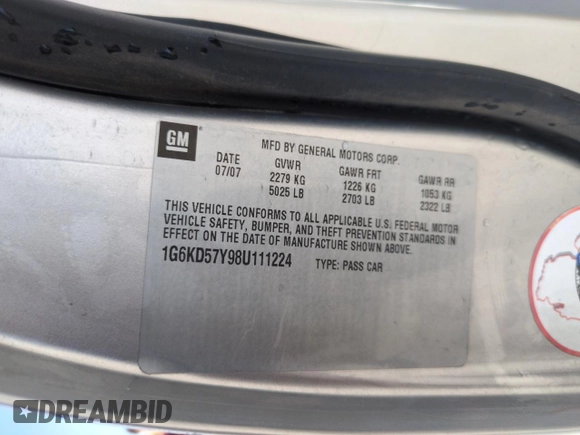 GM
MFD BY GENERAL MOTORS CORP.
DATE GVWR GAWR FRT GAWR RR
07/07 2279 KG 1226 KG 1053 KG
5025 LB 2703 LB 2322 LB
THIS VEHICLE CONFORMS TO ALL APPLICABLE U.S. FEDERAL MOTOR
VEHICLE SAFETY, BUMPER, AND THEFT PREVENTION STANDARDS IN
EFFECT ON THE DATE OF MANUFACTURE SHOWN ABOVE.
1G6KD57Y98U111224 TYPE: PASS CAR
DREAMBID